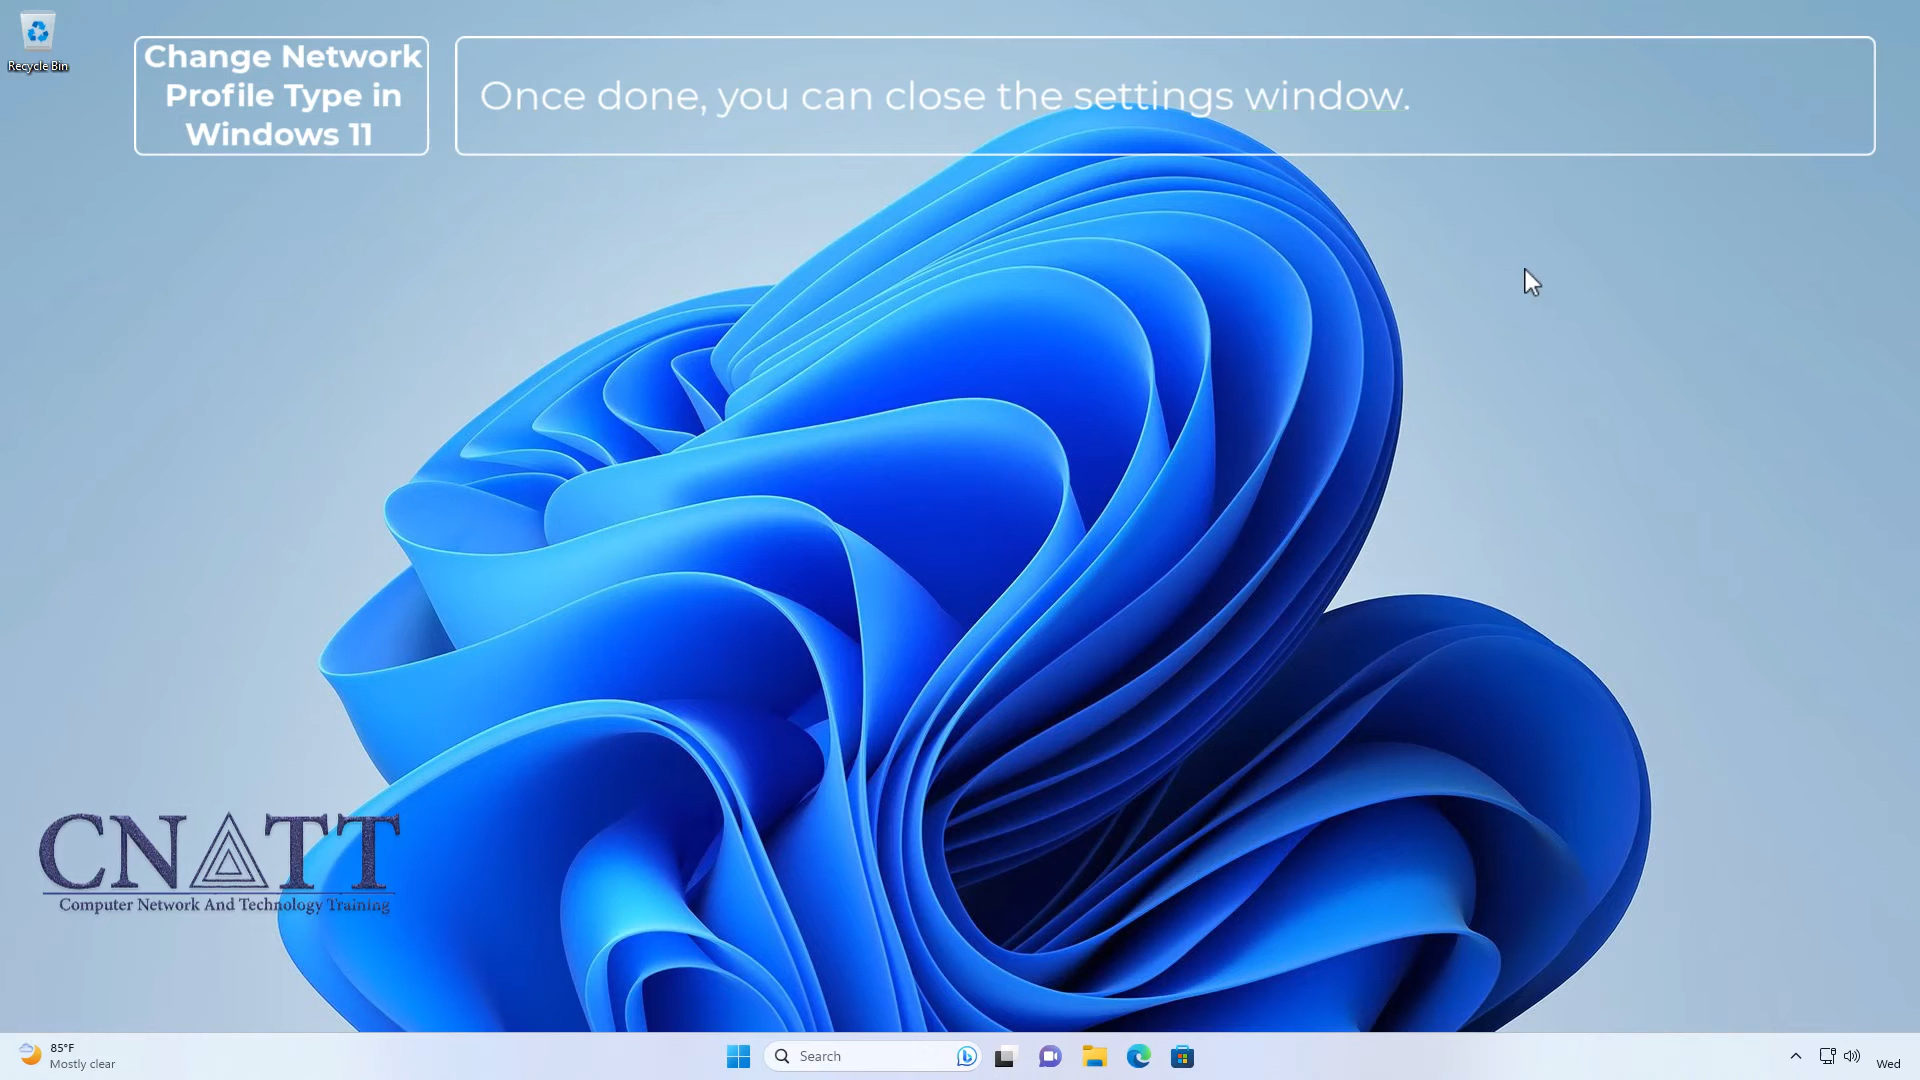 Recycle Bin
Change Network
Profile Type in
Windows 11
Once done, you can close the settings window.
CNATT
Computer Network And Technology Training
85°F
Mostly clear
Search
Wed